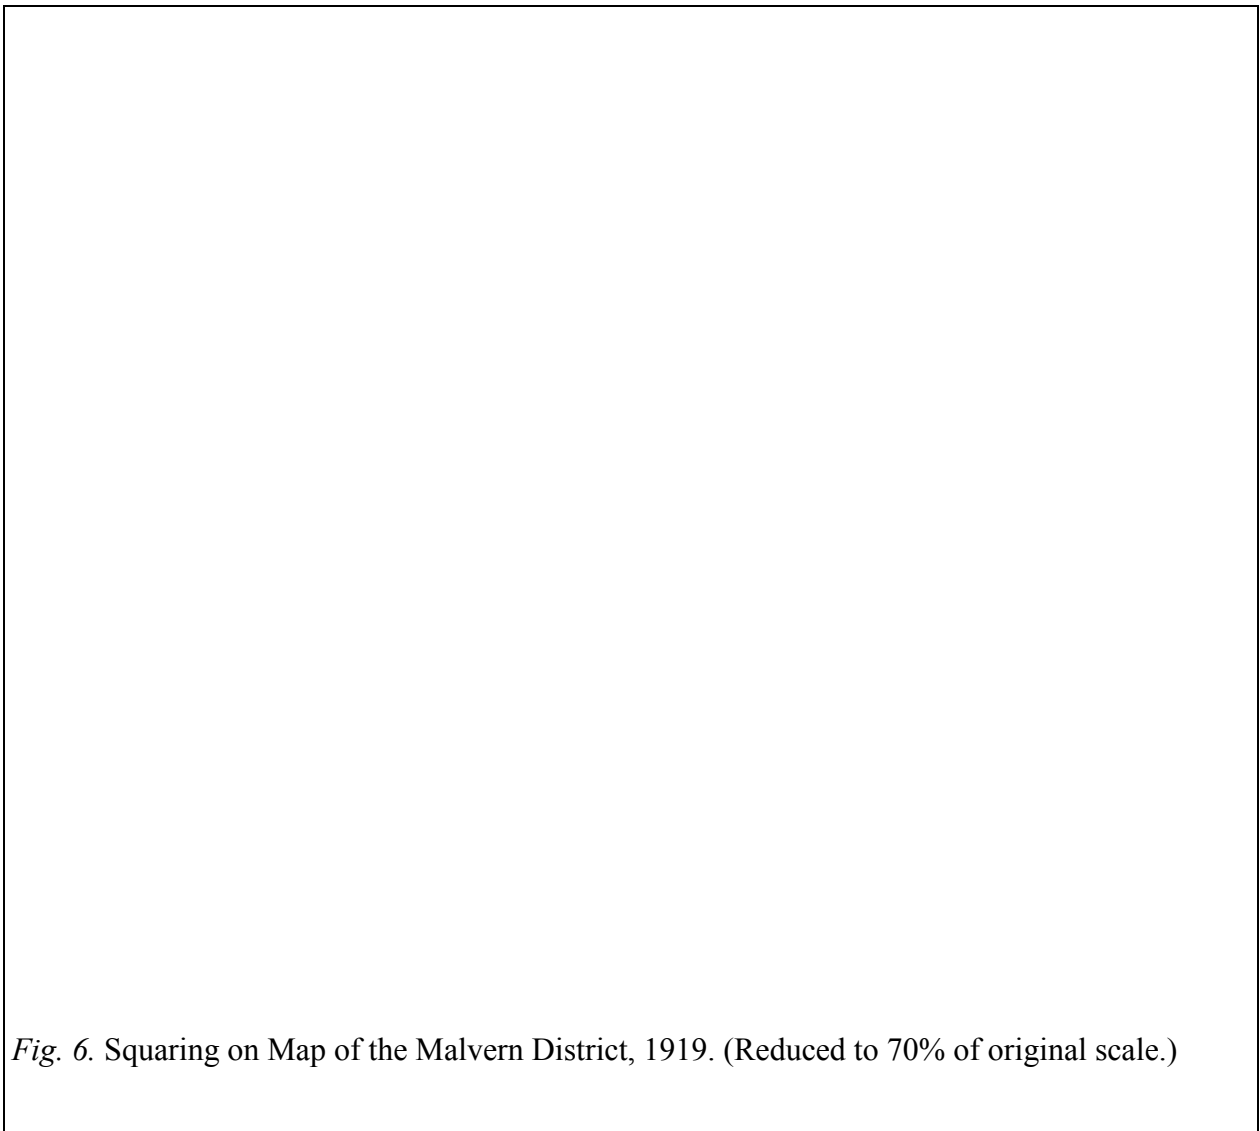 Fig. 6. Squaring on Map of the Malvern District, 1919. (Reduced to 70% of original scale.)